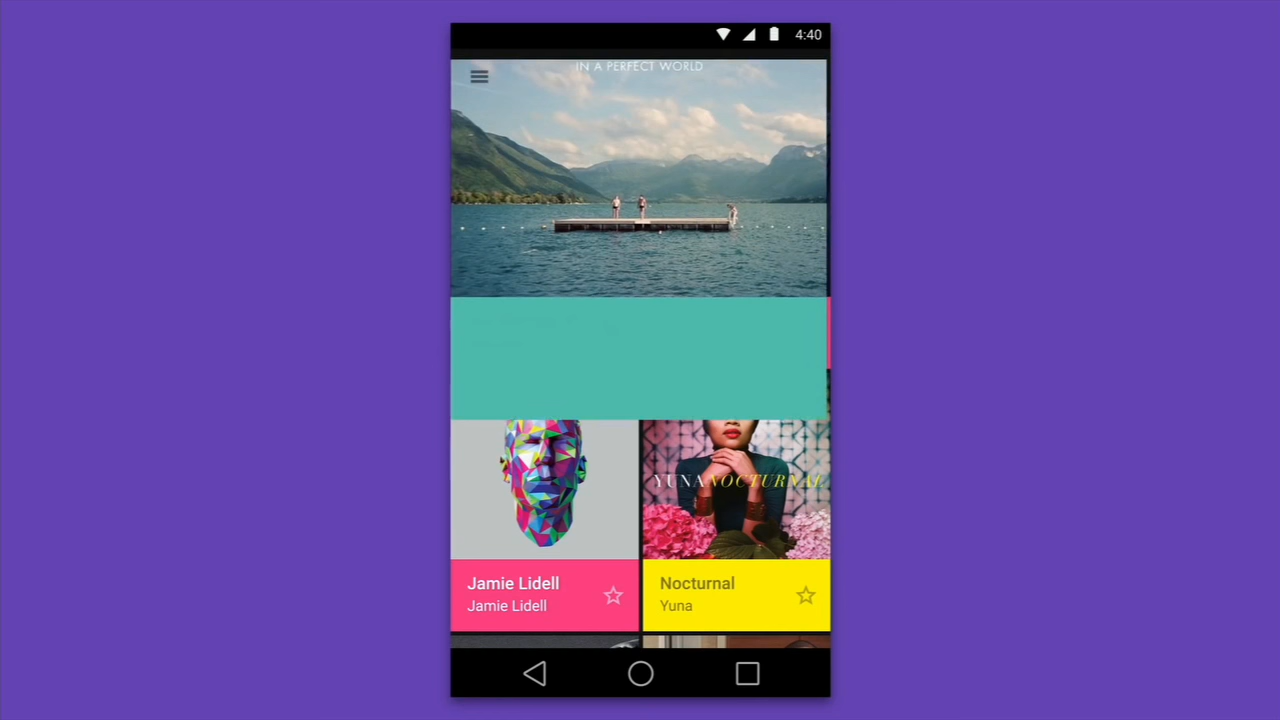 4:40
IN A PERFECT WORLD
YUNA NOCTURNAL
Jamie Lidell
Jamie Lidell
Nocturnal
Yuna